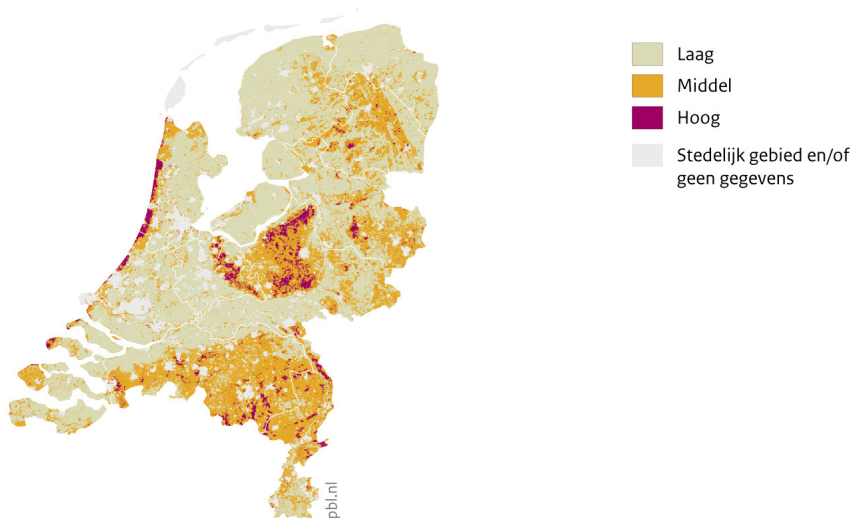 Laag
Middel
Hoog
Stedelijk gebied en/of
geen gegevens
pbl.nl